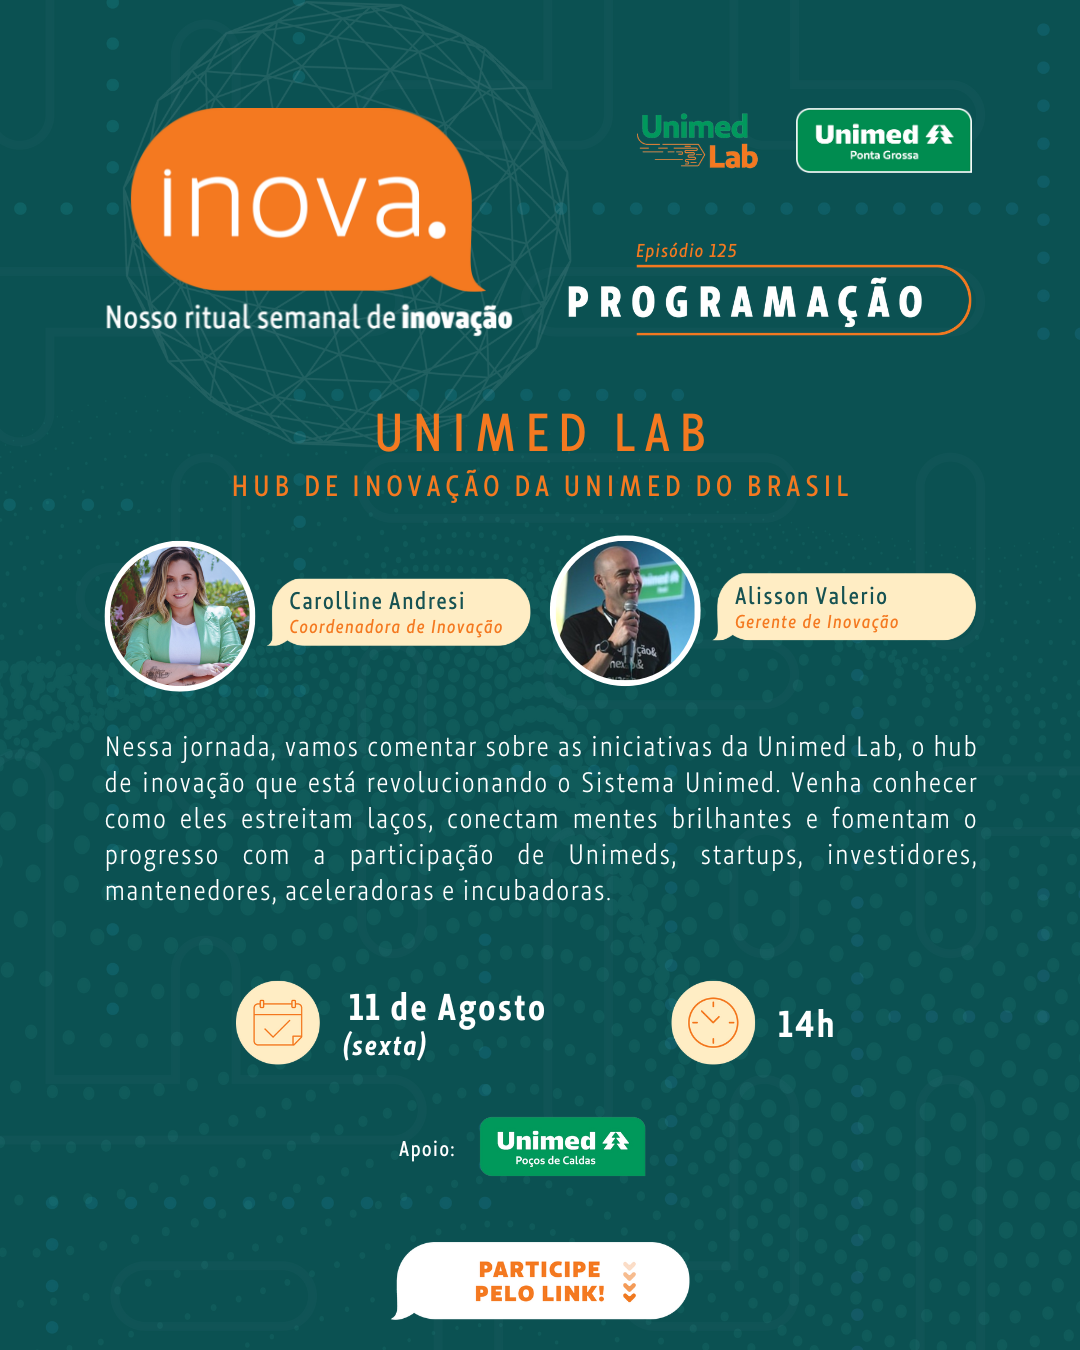 inova.
Nosso ritual semanal de inovação
Unimed
Lab
Unimed
Ponta Grossa
Episódio 125
PROGRAMAÇÃO
UNIMED LAB
HUB DE INOVAÇÃO DA UNIMED DO BRASIL
Carolline Andresi
Coordenadora de Inovação
Alisson Valerio
Gerente de Inovação
Nessa jornada, vamos comentar sobre as iniciativas da Unimed Lab, o hub
de inovação que está revolucionando o Sistema Unimed. Venha conhecer
como eles estreitam laços, conectam mentes brilhantes e fomentam o
progresso com a participação de Unimeds, startups, investidores,
mantenedores, aceleradoras e incubadoras.
11 de Agosto
(sexta)
14h
Apoio:
Unimed
Poços de Caldas
PARTICIPE
PELO LINK!